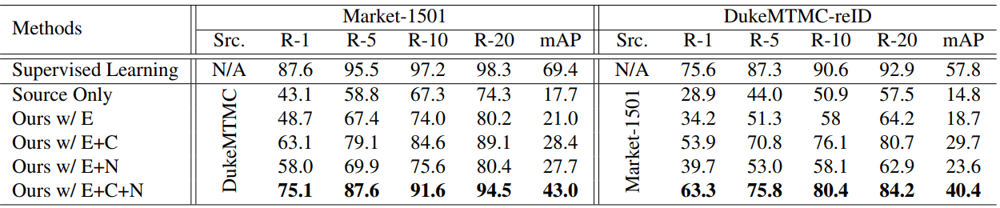 Methods Market-1501 DukeMTMC-reID
Src. R-1 R-5 R-10 R-20 mAP Src. R-1 R-5 R-10 R-20 mAP
Supervised Learning N/A 87.6 95.5 97.2 98.3 69.4 N/A 75.6 87.3 90.6 92.9 57.8
Source Only DukeMTMC 43.1 58.8 67.3 74.3 17.7 Market-1501 28.9 44.0 50.9 57.5 14.8
Ours w/ E 48.7 67.4 74.0 80.2 21.0 34.2 51.3 58 64.2 18.7
Ours w/ E+C 63.1 79.1 84.6 89.1 28.4 53.9 70.8 76.1 80.7 29.7
Ours w/ E+N 58.0 69.9 75.6 80.4 27.7 39.7 53.0 58.1 62.9 23.6
Ours w/ E+C+N 75.1 87.6 91.6 94.5 43.0 63.3 75.8 80.4 84.2 40.4